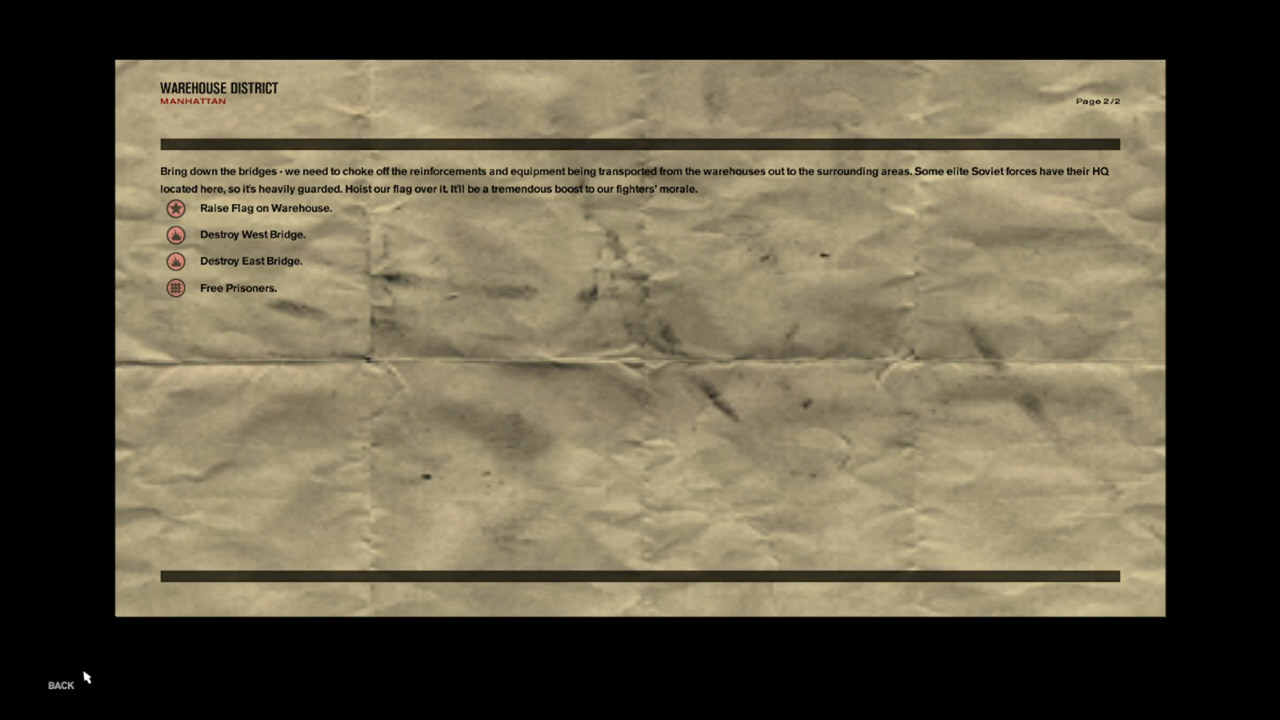 WAREHOUSE DISTRICT
MANHATTAN
Page 2/2
Bring down the bridges - we need to choke off the reinforcements and equipment being transported from the warehouses out to the surrounding areas. Some elite Soviet forces have their HQ
located here, so it's heavily guarded. Hoist our flag over it. It'll be a tremendous boost to our fighters' morale.
Raise Flag on Warehouse.
Destroy West Bridge.
Destroy East Bridge.
Free Prisoners.
BACK